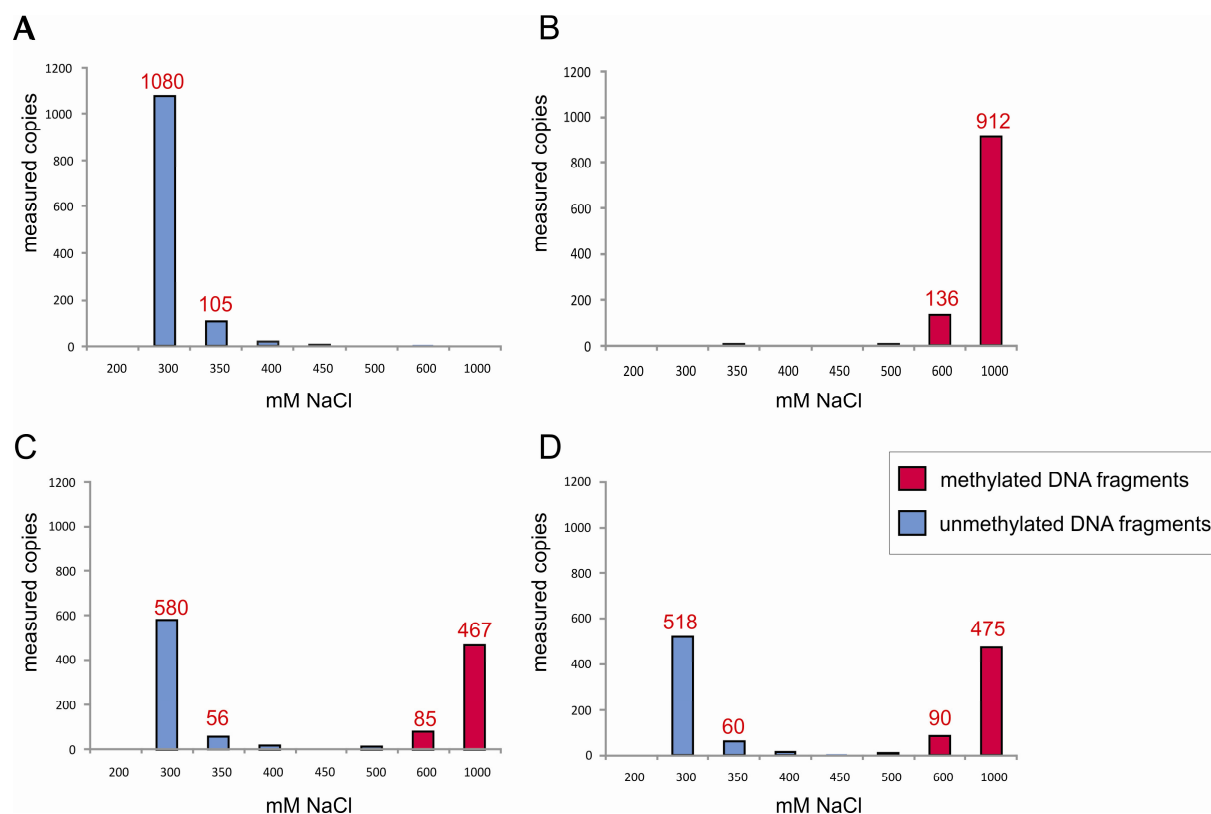 A
measured copies
1200
1000
800
600
400
200
0
1080
105
200 300 350 400 450 500 600 1000
mM NaCl
B
measured copies
1200
1000
800
600
400
200
0
136
912
200 300 350 400 450 500 600 1000
mM NaCl
C
measured copies
1200
1000
800
600
400
200
0
580
56
85
467
200 300 350 400 450 500 600 1000
mM NaCl
D
measured copies
1200
1000
800
600
400
200
0
518
60
90
475
200 300 350 400 450 500 600 1000
mM NaCl
methylated DNA fragments
unmethylated DNA fragments